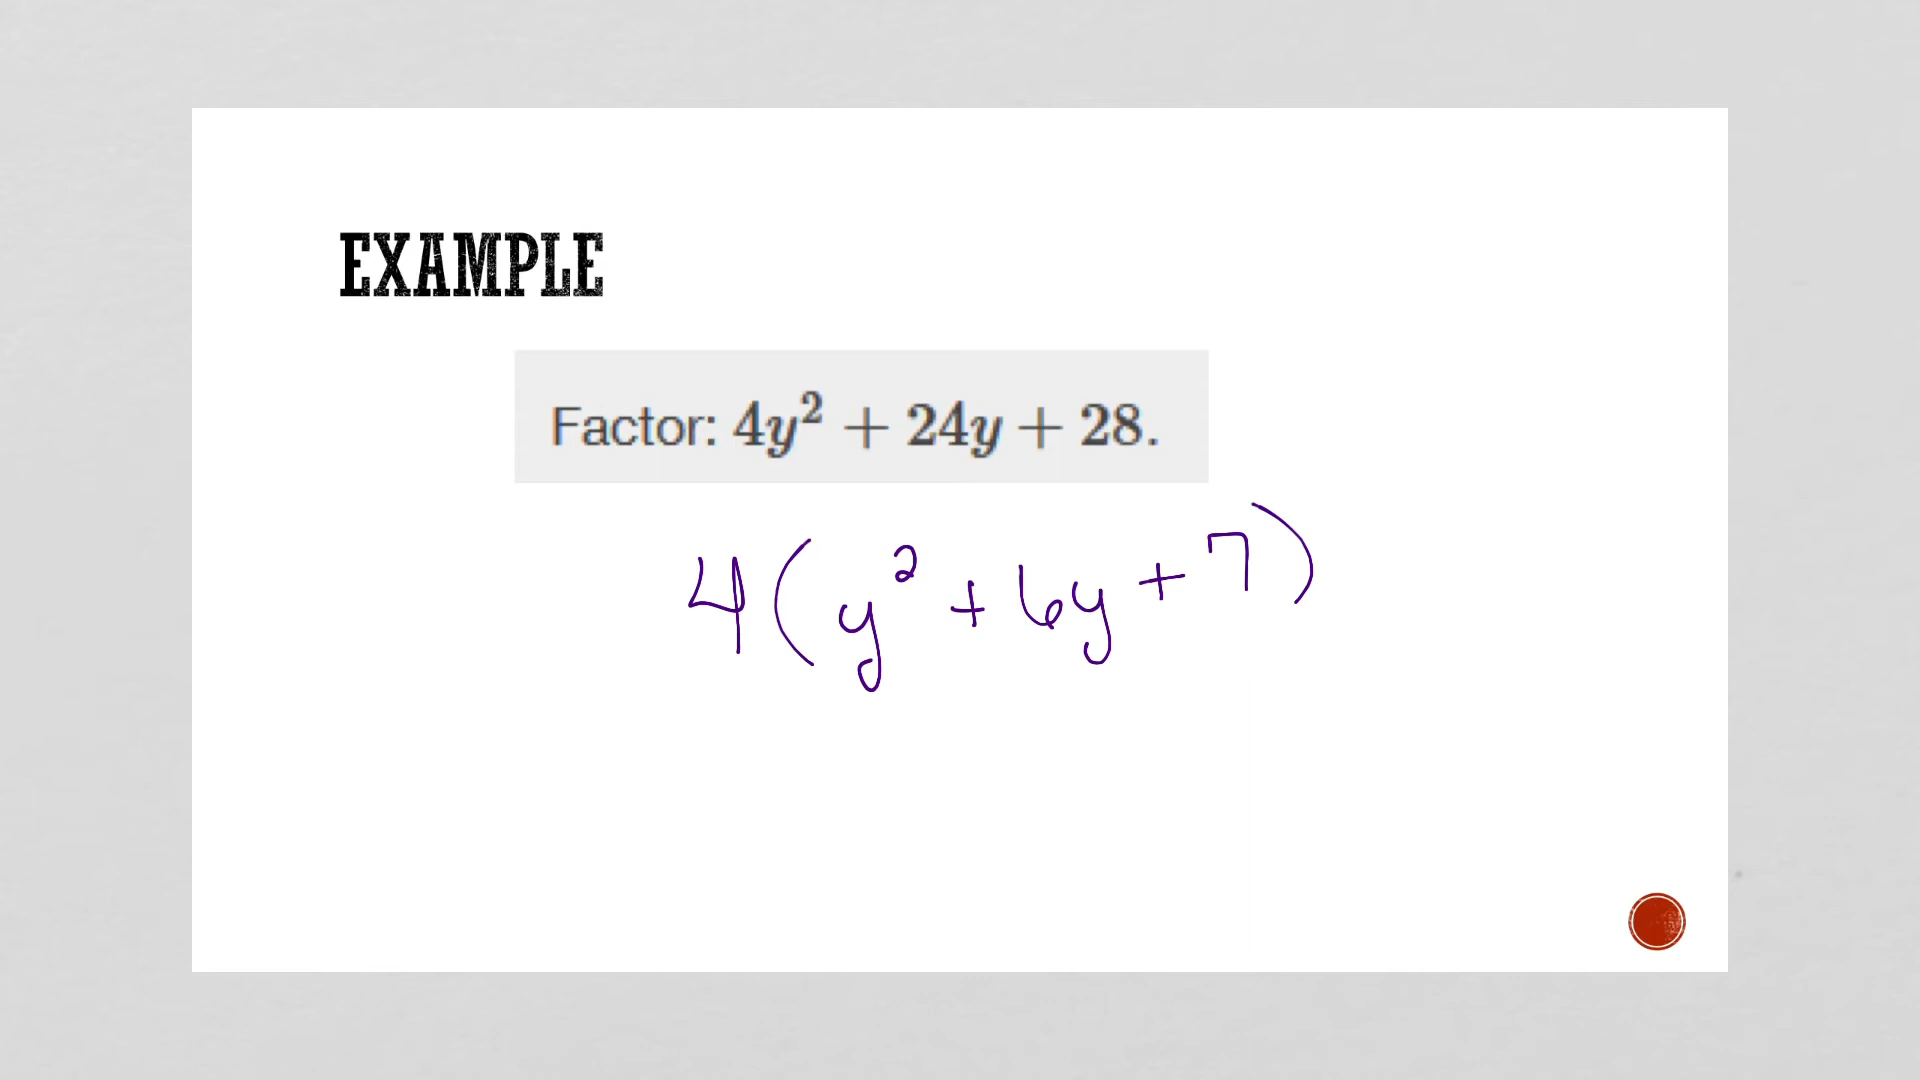 EXAMPLE
Factor: 4y² + 24y + 28.
4(y² + 6y + 7)